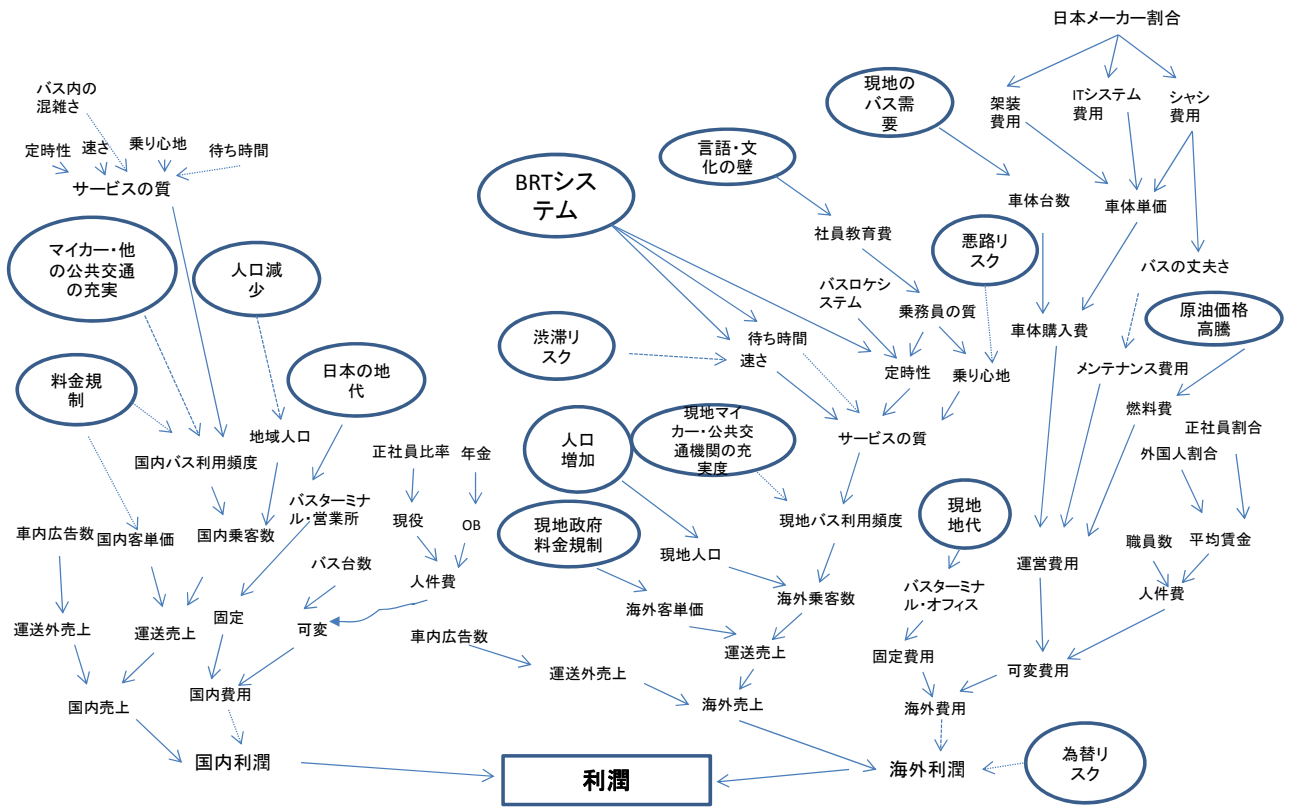 日本メーカー割合
バス内の
混雑さ
定時性
速さ
乗り心地
待ち時間
サービスの質
マイカー・他
の公共交通
の充実
人口減
少
料金規
制
日本の地
代
地域人口
国内バス利用頻度
正社員比率
年金
バスターミナ
ル・営業所
現役
OB
車内広告数
国内客単価
国内乗客数
バス台数
人件費
固定
可変
運送外売上
運送売上
国内売上
国内費用
国内利潤
現地の
バス需
要
架装
費用
ITシステム
費用
シャシ
費用
言語・文
化の壁
BRTシス
テム
車体台数
車体単価
社員教育費
悪路リ
スク
バスの丈夫さ
バスロケシ
ステム
乗務員の質
車体購入費
原油価格
高騰
渋滞リ
スク
待ち時間
速さ
定時性
乗り心地
メンテナンス費用
燃料費
正社員割合
外国人割合
人口
増加
現地マイ
カー・公共交
通機関の充
実度
サービスの質
現地
地代
現地政府
料金規制
現地バス利用頻度
現地人口
職員数
平均賃金
運営費用
バスターミナ
ル・オフィス
人件費
海外客単価
海外乗客数
車内広告数
運送売上
固定費用
可変費用
運送外売上
海外売上
海外費用
利潤
海外利潤
為替リ
スク